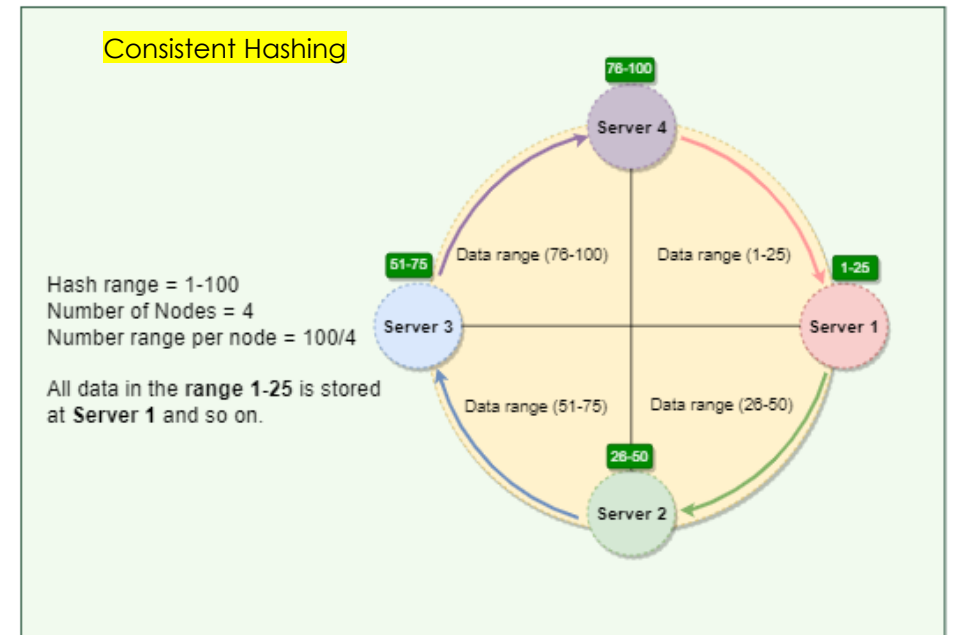 Consistent Hashing
76-100
Server 4
Data range (76-100)
Data range (1-25)
51-75
1-25
Hash range = 1-100
Number of Nodes = 4
Number range per node = 100/4
Server 3
Server 1
All data in the range 1-25 is stored
at Server 1 and so on.
Data range (51-75)
Data range (26-50)
26-50
Server 2